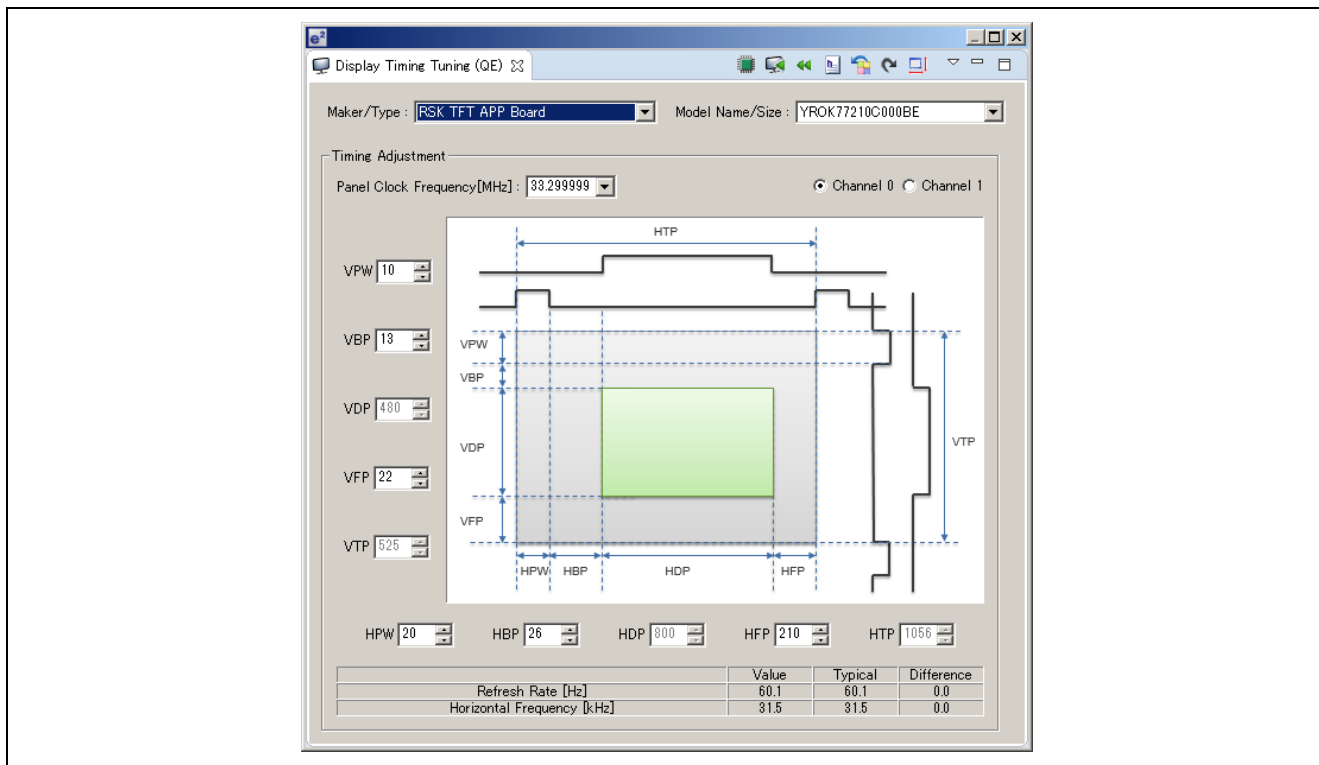 e²
Display Timing Tuning (QE)
Maker/Type : RSK TFT APP Board Model Name/Size : YROK77210C000BE
Timing Adjustment
Panel Clock Frequency[MHz] : 33.299999 Channel 0 Channel 1
HTP
VPW 10
VBP 13
VDP 480
VFP 22
VTP 525
VPW
VBP
VDP
VFP
VTP
HPW HBP HDP HFP
HPW 20 HBP 26 HDP 800 HFP 210 HTP 1056
Value Typical Difference
Refresh Rate [Hz] 60.1 60.1 0.0
Horizontal Frequency [kHz] 31.5 31.5 0.0